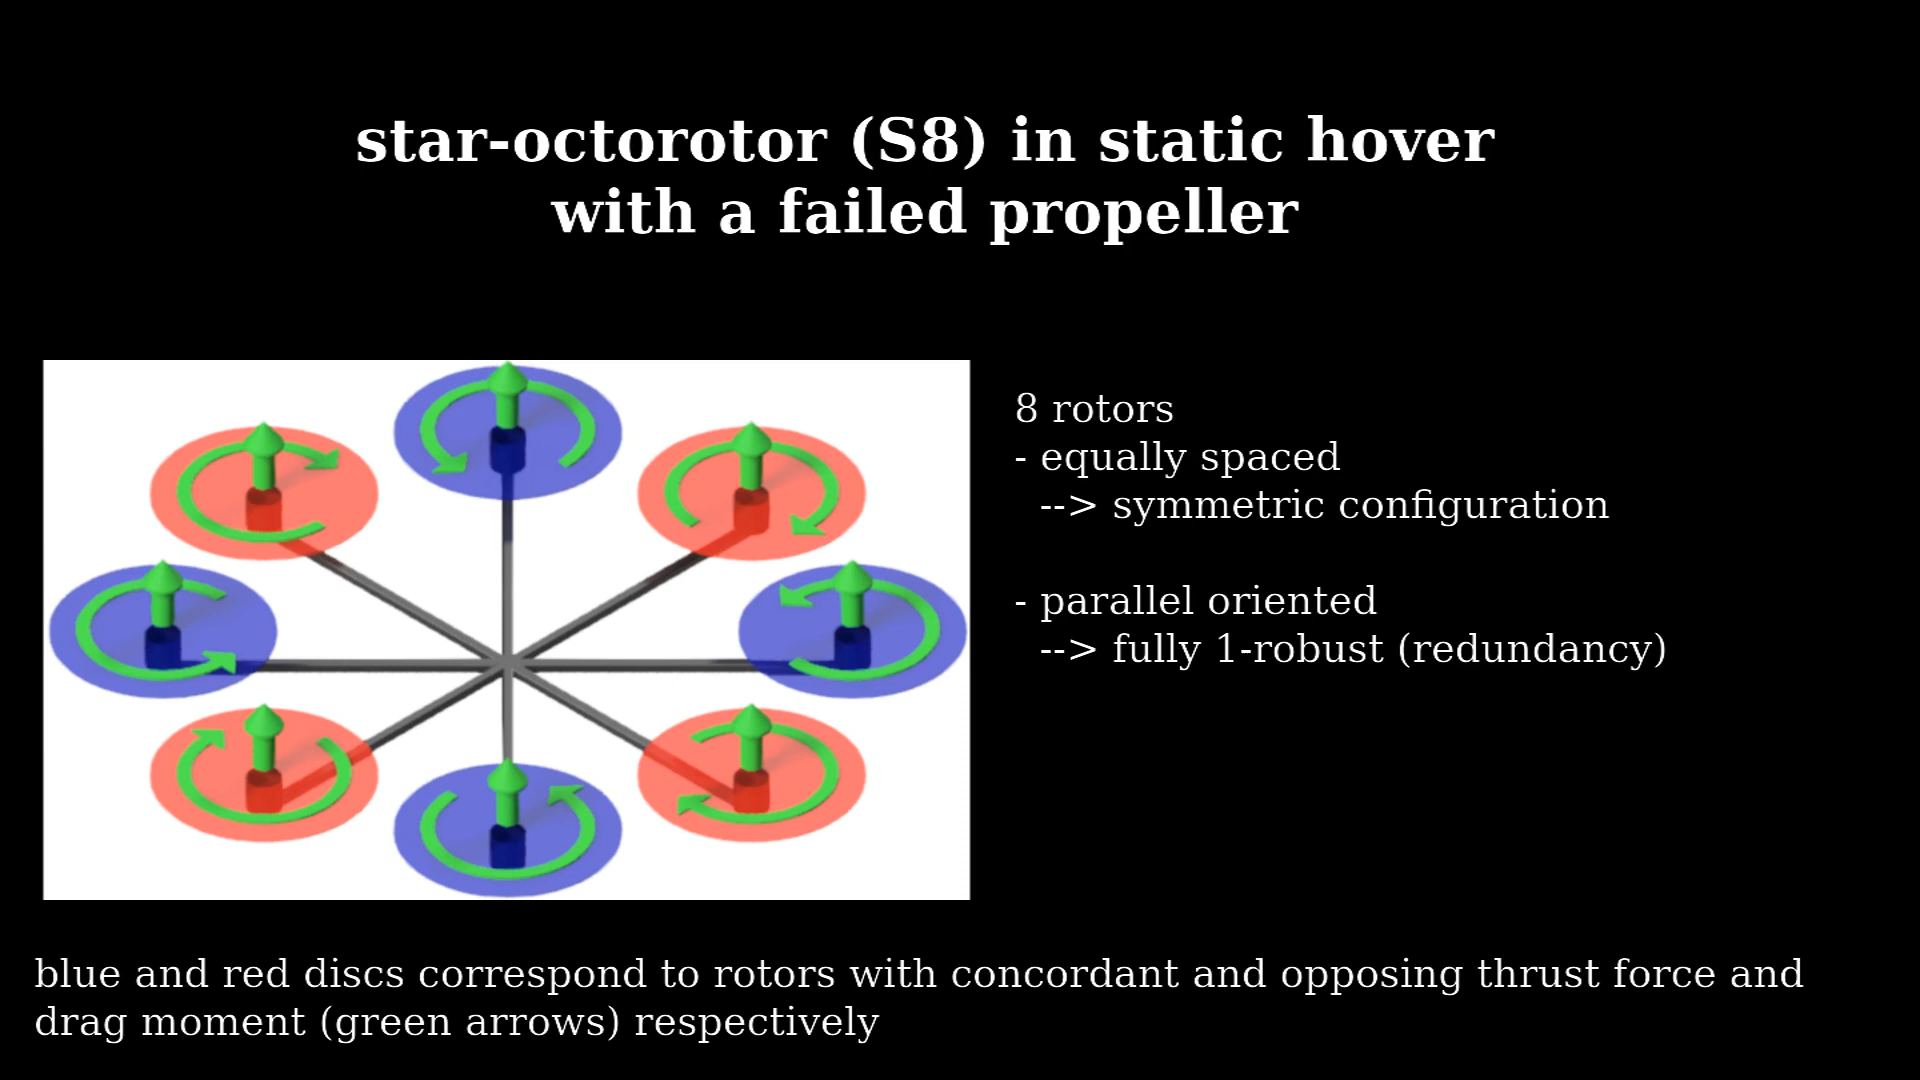 star-octorotor (S8) in static hover
with a failed propeller
8 rotors
- equally spaced
--> symmetric configuration
- parallel oriented
--> fully 1-robust (redundancy)
blue and red discs correspond to rotors with concordant and opposing thrust force and
drag moment (green arrows) respectively